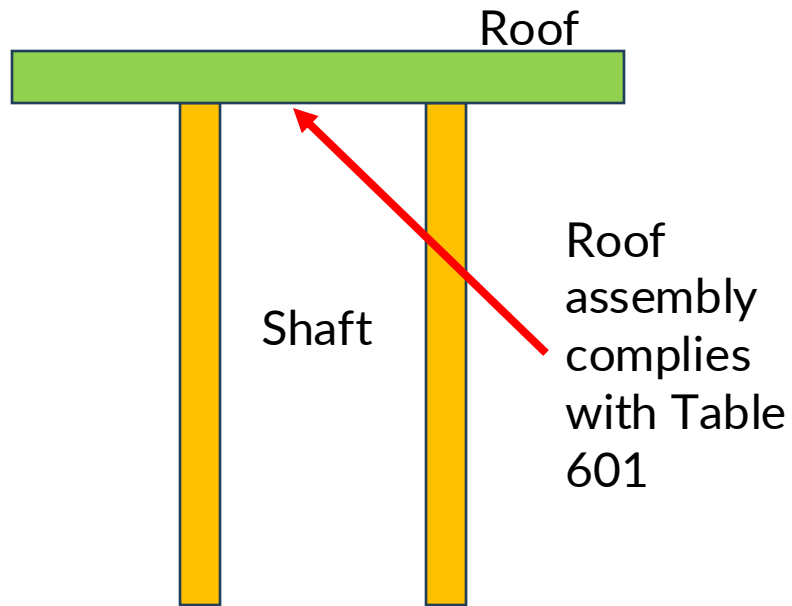 Roof
Roof
assembly
complies
with Table
601
Shaft